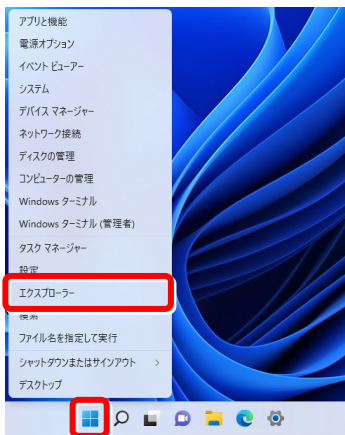 アプリと機能
電源オプション
イベント ビューアー
システム
デバイス マネージャー
ネットワーク接続
ディスクの管理
コンピューターの管理
Windows ターミナル
Windows ターミナル (管理者)
タスク マネージャー
設定
エクスプローラー
検索
ファイル名を指定して実行
シャットダウンまたはサインアウト
デスクトップ